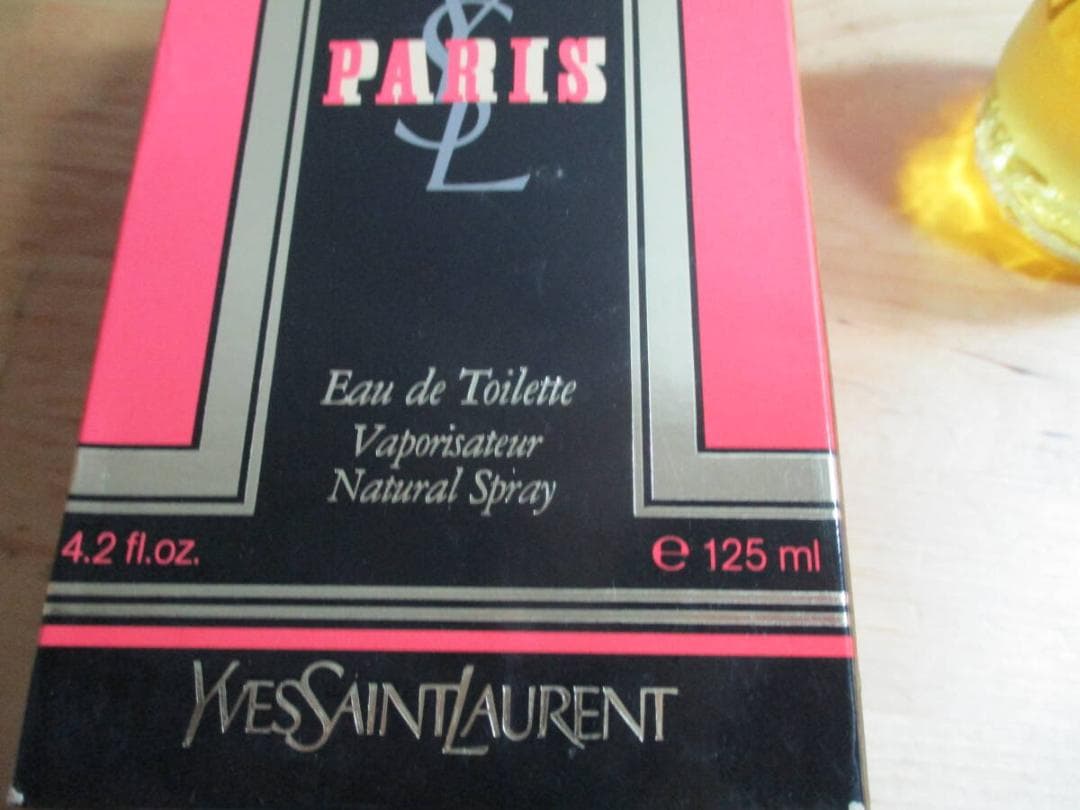 YSL
PARIS
Eau de Toilette
Vaporisateur
Natural Spray
4.2 fl.oz. e 125 ml
YVESSAINTLAURENT